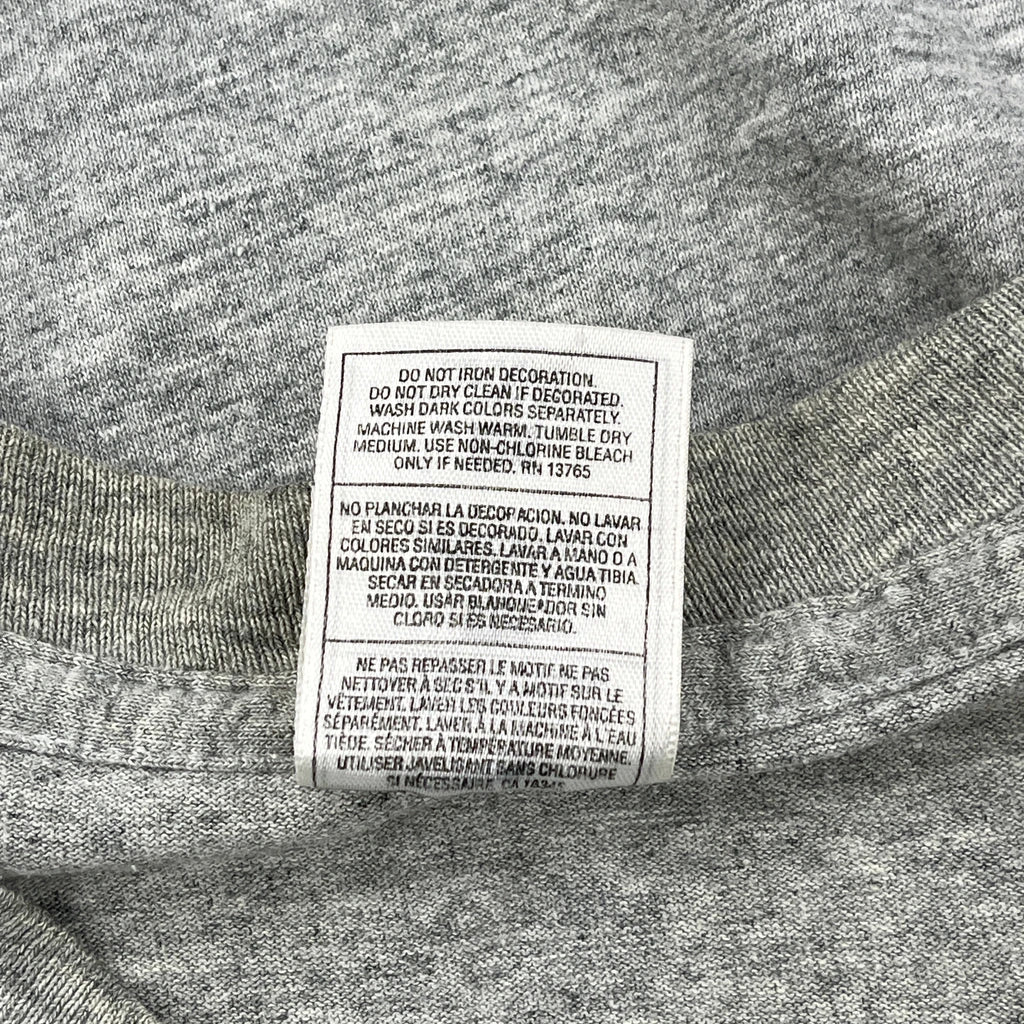 DO NOT IRON DECORATION.
DO NOT DRY CLEAN IF DECORATED.
WASH DARK COLORS SEPARATELY.
MACHINE WASH WARM. TUMBLE DRY
MEDIUM. USE NON-CHLORINE BLEACH
ONLY IF NEEDED. RN 13765
NO PLANCHAR LA DECORACION. NO LAVAR
EN SECO SI ES DECORADO. LAVAR CON
COLORES SIMILARES. LAVAR A MANO O A
MAQUINA CON DETERGENTE Y AGUA TIBIA.
SECAR EN SECADORA A TERMINO
MEDIO. USAR BLANQUEADOR SIN
CLORO SI ES NECESARIO.
NE PAS REPASSER LE MOTIF NE PAS
NETTOYER À SEC S'IL Y A MOTIF SUR LE
VÊTEMENT. LAVER LES COULEURS FONCÉES
SÉPARÉMENT. LAVER À LA MACHINE À L'EAU
TIÈDE. SÉCHER À TEMPÉRATURE MOYENNE.
UTILISER JAVELISANT SANS CHLORURE
SI NÉCESSAIRE. CA